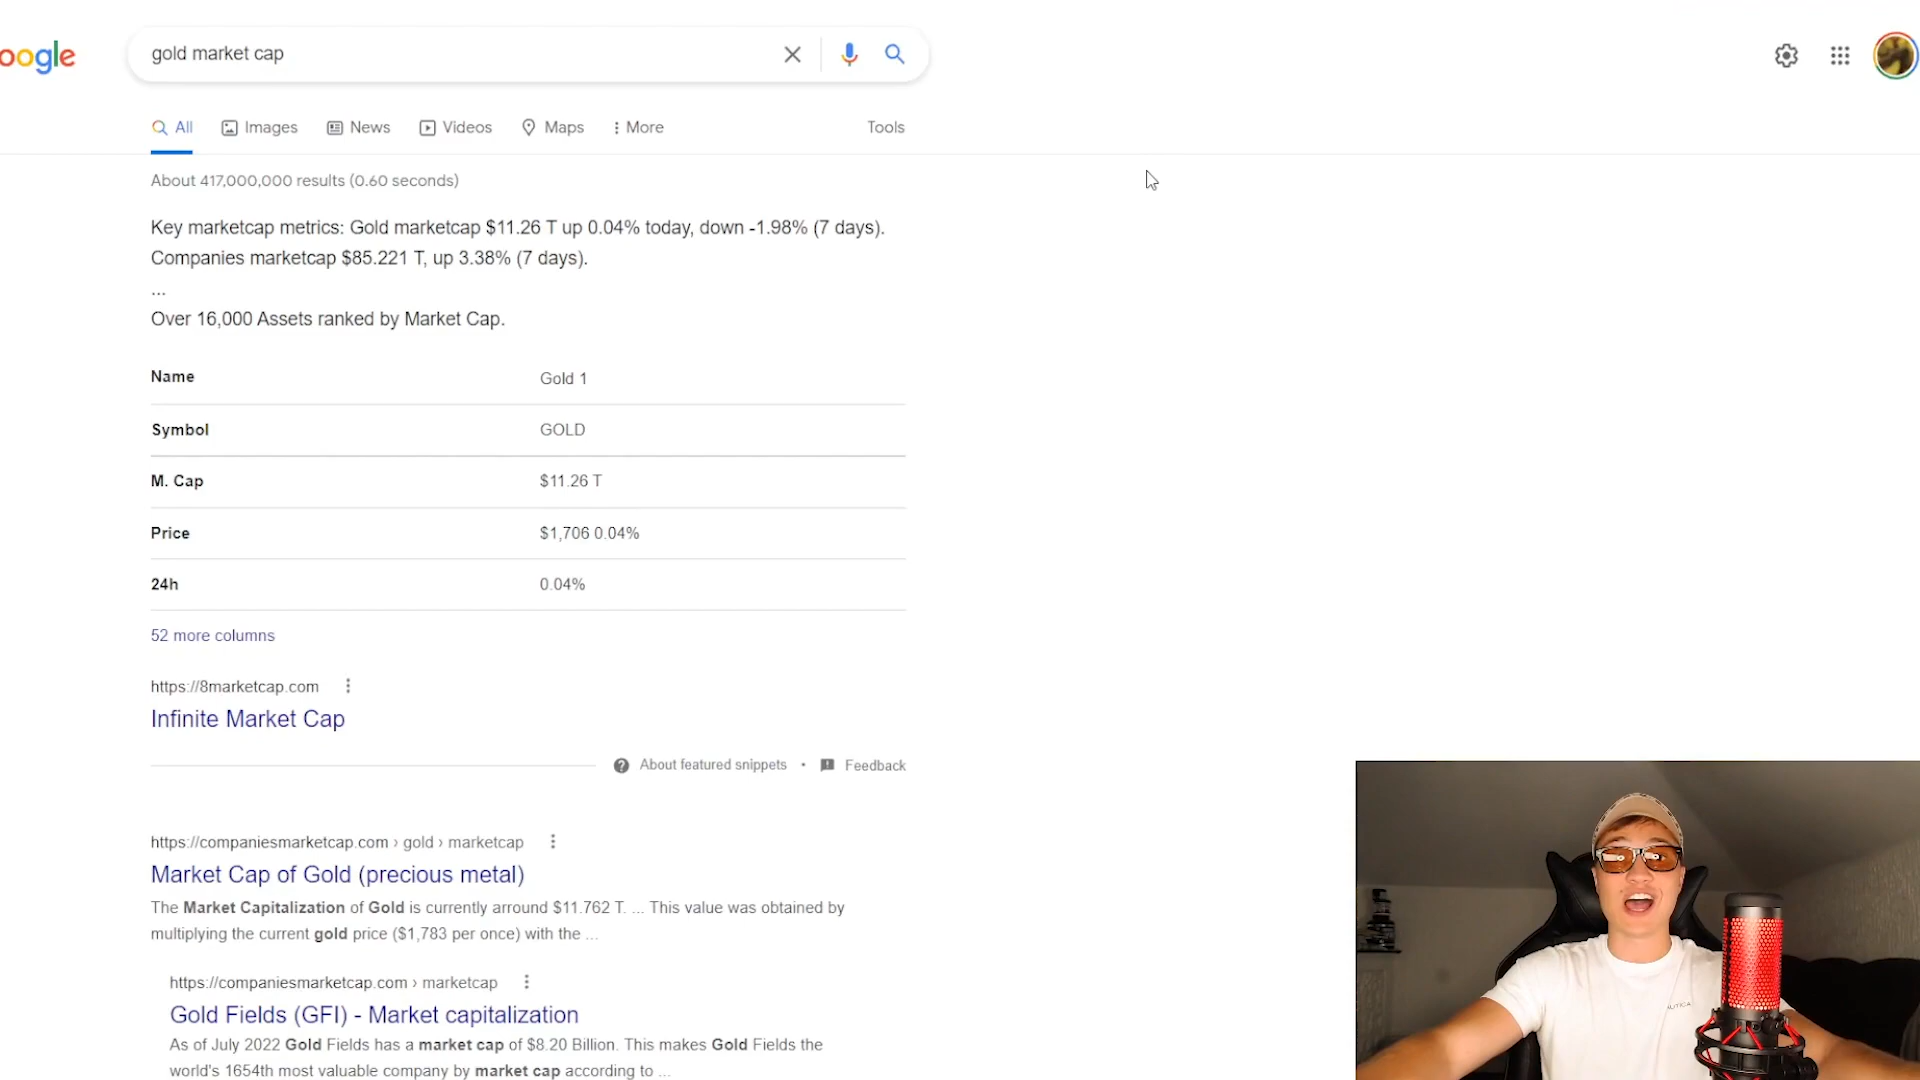 oogle
gold market cap
All Images News Videos Maps More Tools
About 417,000,000 results (0.60 seconds)
Key marketcap metrics: Gold marketcap $11.26 T up 0.04% today, down -1.98% (7 days).
Companies marketcap $85.221 T, up 3.38% (7 days).
...
Over 16,000 Assets ranked by Market Cap.
Name Gold 1
Symbol GOLD
M. Cap $11.26 T
Price $1,706 0.04%
24h 0.04%
52 more columns
https://8marketcap.com
Infinite Market Cap
About featured snippets • Feedback
https://companiesmarketcap.com › gold › marketcap
Market Cap of Gold (precious metal)
The Market Capitalization of Gold is currently arround $11.762 T. ... This value was obtained by
multiplying the current gold price ($1,783 per once) with the ...
https://companiesmarketcap.com › marketcap
Gold Fields (GFI) - Market capitalization
As of July 2022 Gold Fields has a market cap of $8.20 Billion. This makes Gold Fields the
world's 1654th most valuable company by market cap according to ...